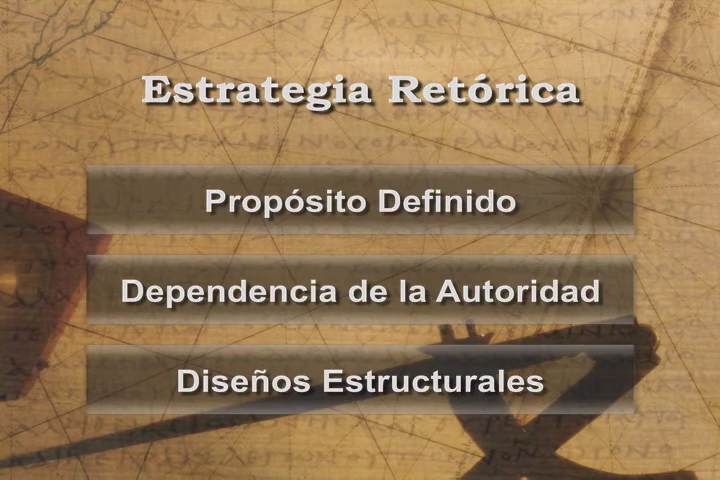 Estrategia Retórica
Propósito Definido
Dependencia de la Autoridad
Diseños Estructurales